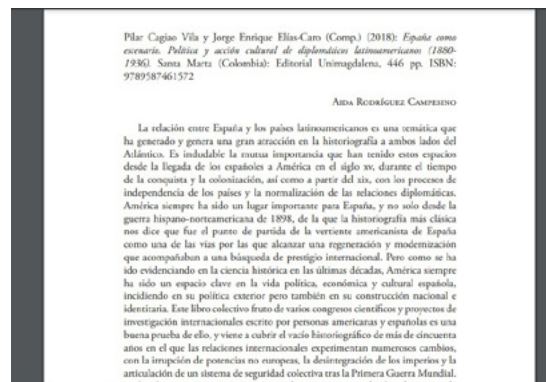 Pilar Cagiao Vila y Jorge Enrique Elías-Caro (Comp.) (2018): España como
escenario. Política y acción cultural de diplomáticos latinoamericanos (1880-
1936). Santa Marta (Colombia): Editorial Unimagdalena, 446 pp. ISBN:
9789587461572
Aida Rodríguez Campesino
La relación entre España y los países latinoamericanos es una temática que
ha generado y genera una gran atracción en la historiografía a ambos lados del
Atlántico. Es indudable la mutua importancia que han tenido estos espacios
desde la llegada de los españoles a América en el siglo xv, durante el tiempo
de la conquista y la colonización, así como a partir del xix, con los procesos de
independencia de los países y la normalización de las relaciones diplomáticas.
América siempre ha sido un lugar importante para España, y no solo desde la
guerra hispano-norteamericana de 1898, de la que la historiografía más clásica
nos dice que fue el punto de partida de la vertiente americanista de España
como una de las vías por las que alcanzar una regeneración y modernización
que acompañaban a una búsqueda de prestigio internacional. Pero como se ha
ido evidenciando en la ciencia histórica en las últimas décadas, América siempre
ha sido un espacio clave en la vida política, económica y cultural española,
incidiendo en su política exterior pero también en su construcción nacional e
identitaria. Este libro colectivo fruto de varios congresos científicos y proyectos de
investigación internacionales escrito por personas americanas y españolas es una
buena prueba de ello, y viene a cubrir el vacío historiográfico de más de cincuenta
años en el que las relaciones internacionales experimentan numerosos cambios,
con la irrupción de potencias no europeas, la desintegración de los imperios y la
articulación de un sistema de seguridad colectiva tras la Primera Guerra Mundial.